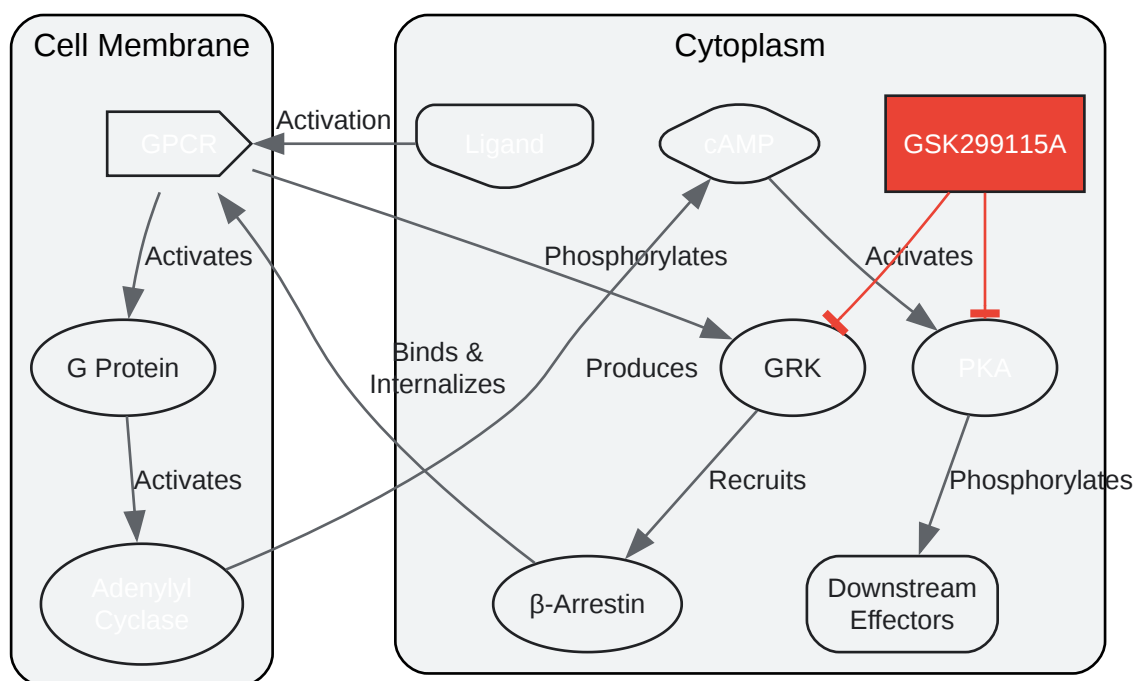 Cell Membrane
Cytoplasm
Activation
GPCR
Ligand
cAMP
GSK299115A
Activates
Phosphorylates
Activates
G Protein
Binds &
Internalizes
Produces
GRK
PKA
Activates
Recruits
Phosphorylates
Adenylyl
Cyclase
β-Arrestin
Downstream
Effectors